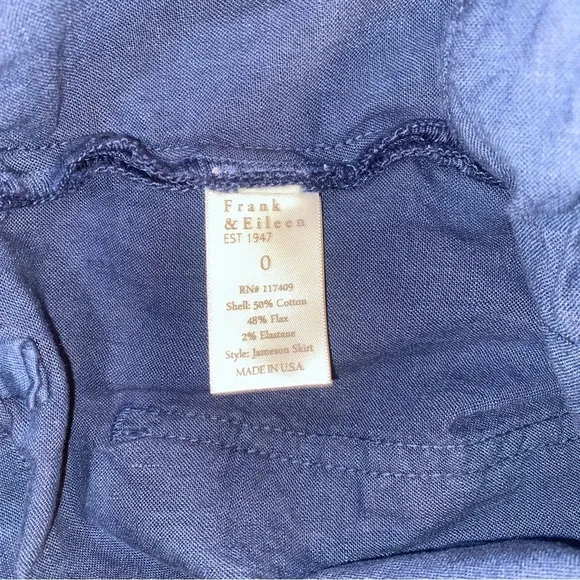 Frank
& Eileen
EST 1947
0
RN# 117409
Shell: 50% Cotton
48% Flax
2% Elastane
Style: Jameson Skirt
MADE IN U.S.A.